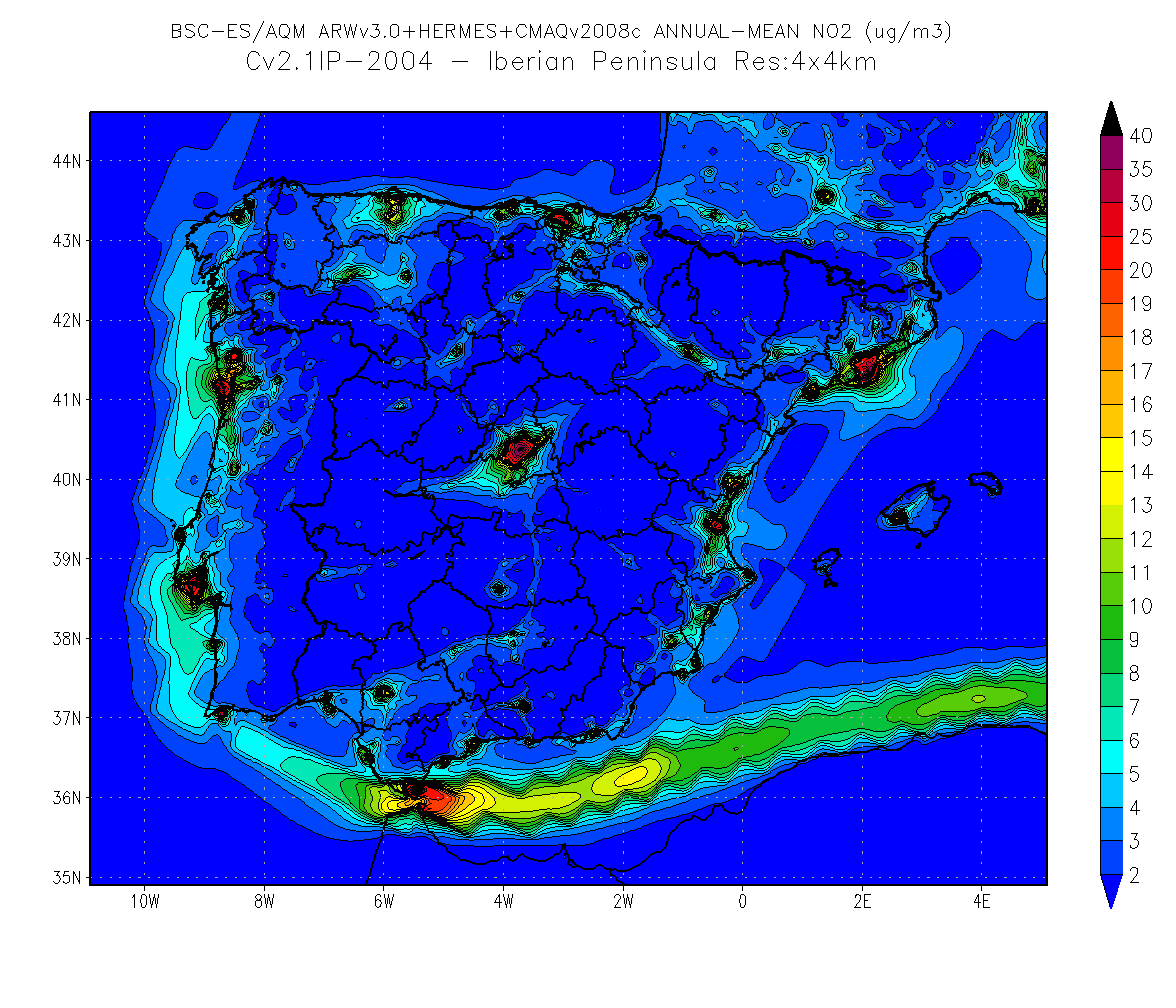 BSC-ES/AQM ARWv3.0+HERMES+CMAQv2008c ANNUAL-MEAN NO2 (ug/m3)
Cv2.1IP-2004 - Iberian Peninsula Res:4x4km
44N
43N
42N
41N
40N
39N
38N
37N
36N
35N
10W 8W 6W 4W 2W 0 2E 4E
40
35
30
25
20
19
18
17
16
15
14
13
12
11
10
9
8
7
6
5
4
3
2